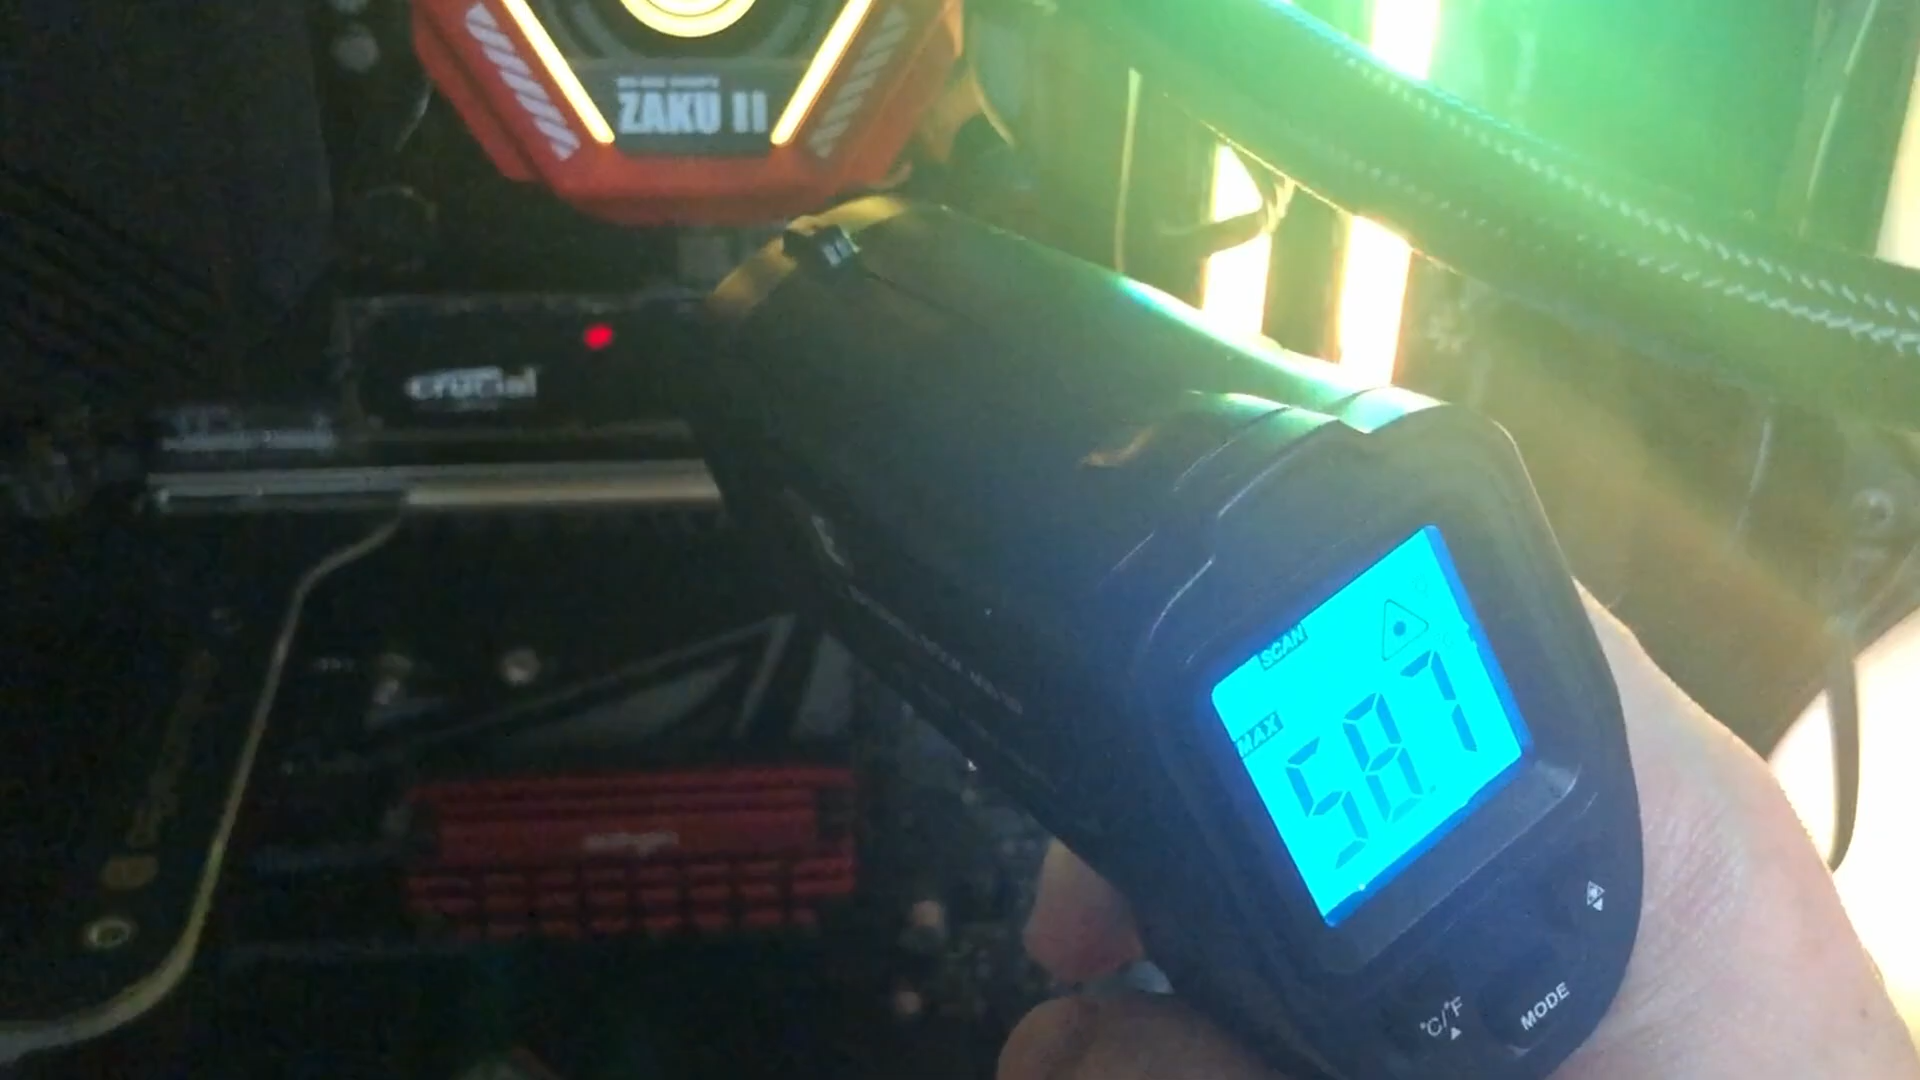 ZAKU II
crucial
SCAN
MAX
58.7
°C/°F
MODE